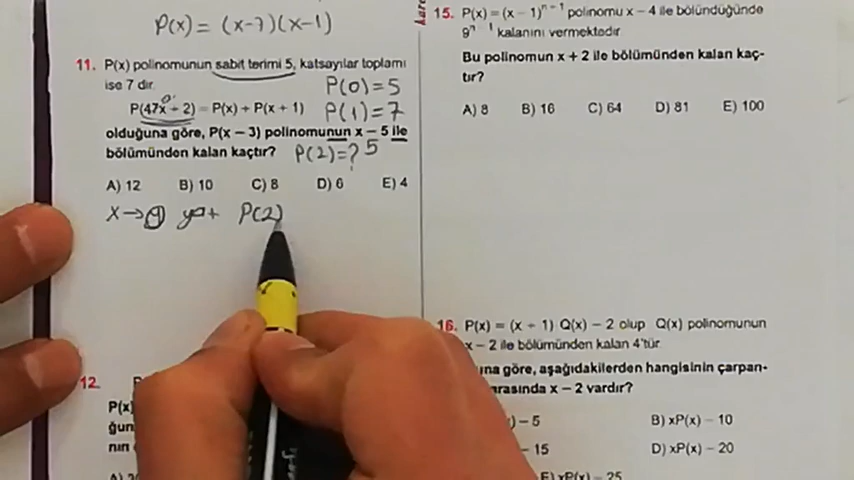 P(x) = (x-7)(x-1)
11. P(x) polinomunun sabit terimi 5, katsayılar toplamı
ise 7 dir.
P(0)=5
P(47x + 2) = P(x) + P(x + 1)
P(1)=7
olduğuna göre, P(x – 3) polinomunun x – 5 ile
bölümünden kalan kaçtır?
P(2)=? 5
A) 12 B) 10 C) 8 D) 6 E) 4
x→0 yaz P(2)
12.
P(x)
ğun
nın
15. P(x) = (x – 1)ⁿ⁻¹ polinomu x – 4 ile bölündüğünde
9ⁿ⁻¹ kalanını vermektedir
Bu polinomun x + 2 ile bölümünden kalan kaç-
tır?
A) 8 B) 16 C) 64 D) 81 E) 100
16. P(x) = (x + 1) Q(x) – 2 olup Q(x) polinomunun
x – 2 ile bölümünden kalan 4'tür.
una göre, aşağıdakilerden hangisinin çarpan-
arasında x – 2 vardır?
) – 5 B) xP(x) – 10
– 15 D) xP(x) – 20
E) xP(x) – 25